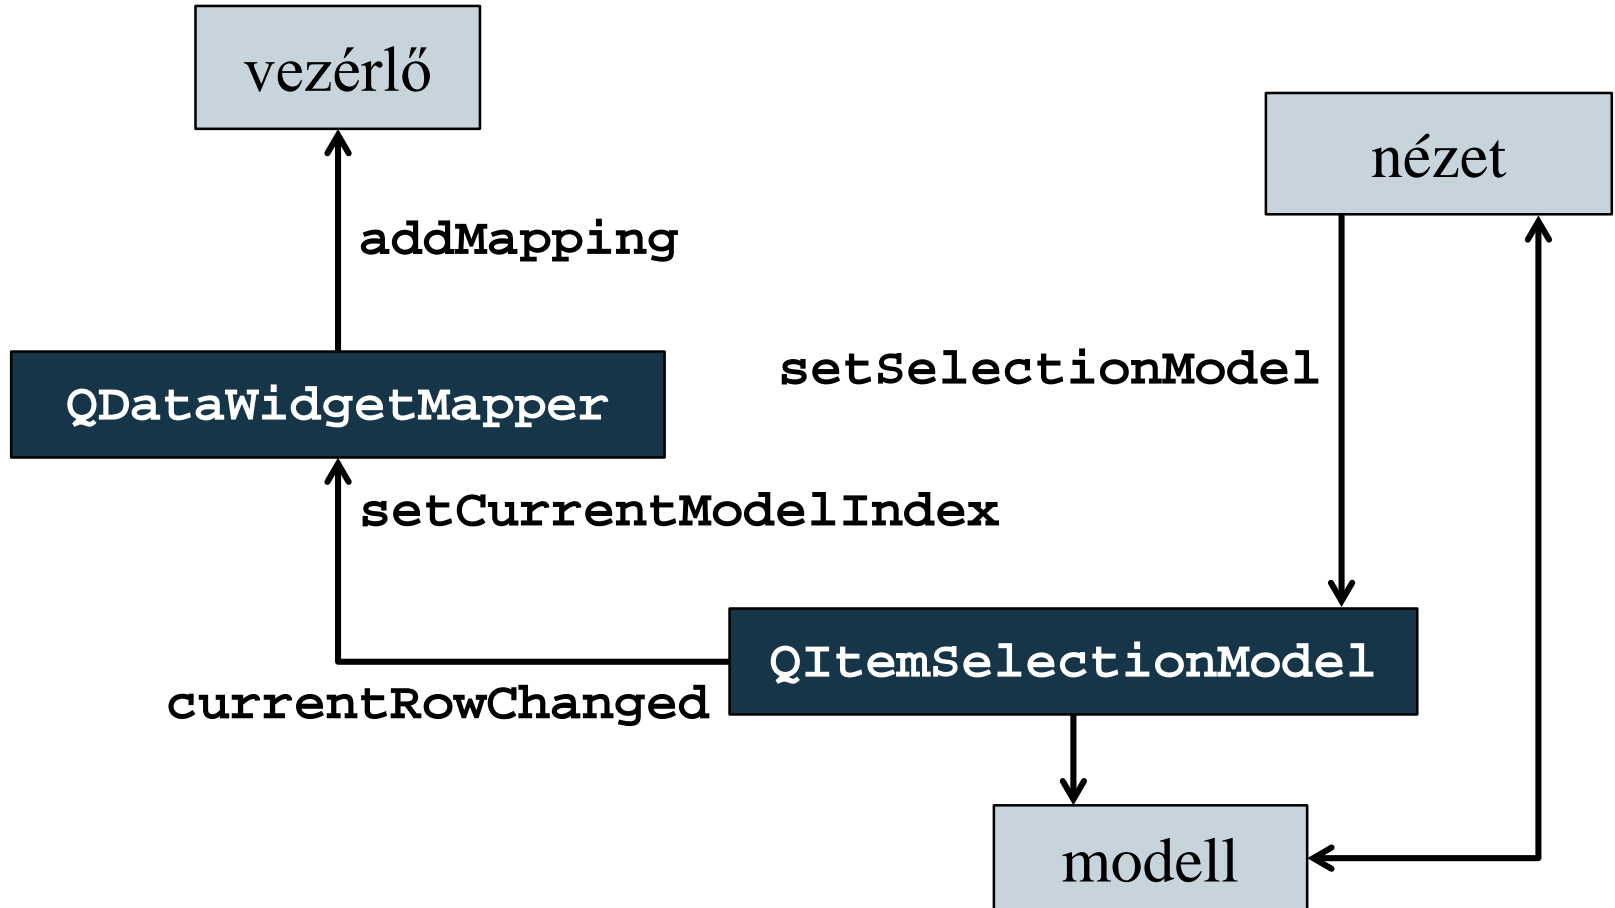 vezérlő
nézet
addMapping
setSelectionModel
QDataWidgetMapper
setCurrentModelIndex
QItemSelectionModel
currentRowChanged
modell